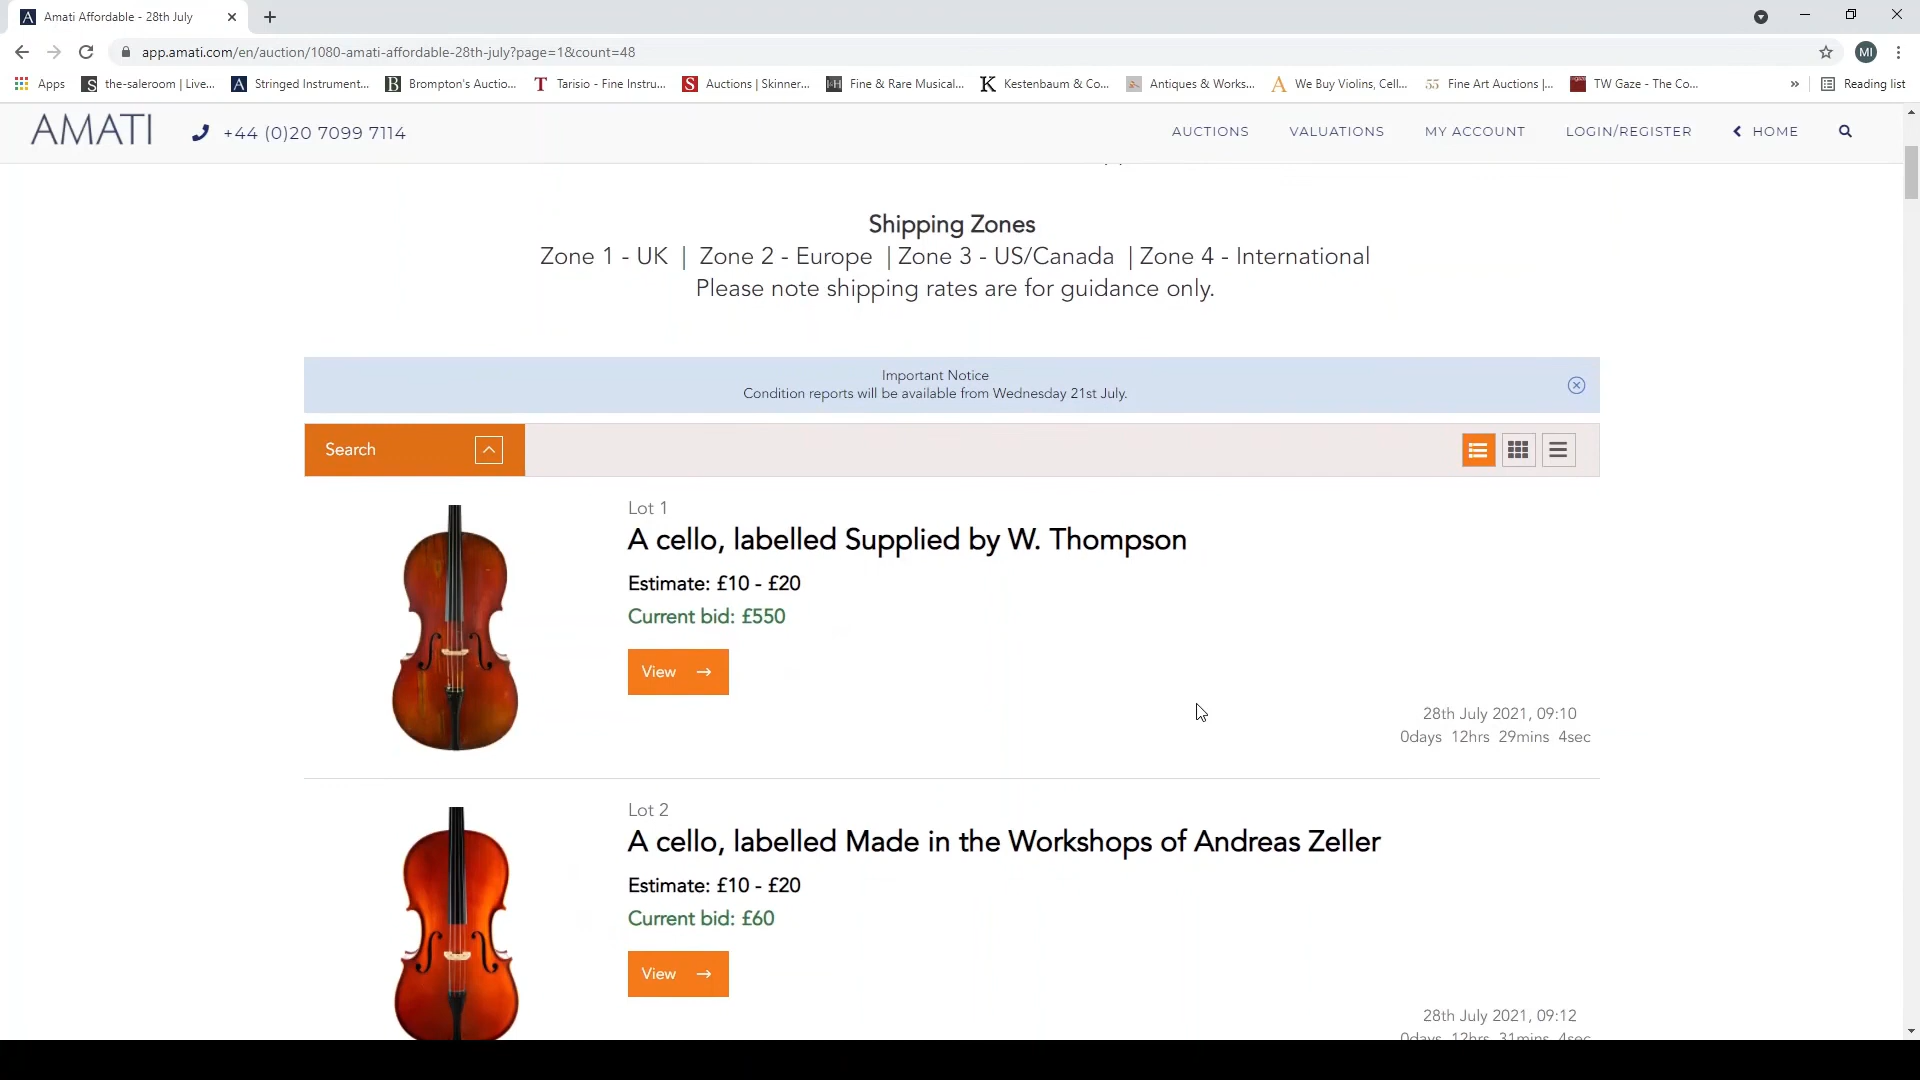 Amati Affordable - 28th July
app.amati.com/en/auction/1080-amati-affordable-28th-july?page=1&count=48
MI
Apps
the-saleroom | Live...
Stringed Instrument...
Brompton's Auctio...
Tarisio - Fine Instru...
Auctions | Skinner...
Fine & Rare Musical...
Kestenbaum & Co...
Antiques & Works...
We Buy Violins, Cell...
Fine Art Auctions |...
TW Gaze - The Co...
»
Reading list
AMATI
+44 (0)20 7099 7114
AUCTIONS
VALUATIONS
MY ACCOUNT
LOGIN/REGISTER
HOME
Shipping Zones
Zone 1 - UK | Zone 2 - Europe | Zone 3 - US/Canada | Zone 4 - International
Please note shipping rates are for guidance only.
Important Notice
Condition reports will be available from Wednesday 21st July.
Search
Lot 1
A cello, labelled Supplied by W. Thompson
Estimate: £10 - £20
Current bid: £550
View →
28th July 2021, 09:10
0days 12hrs 29mins 4sec
Lot 2
A cello, labelled Made in the Workshops of Andreas Zeller
Estimate: £10 - £20
Current bid: £60
View →
28th July 2021, 09:12
0days 12hrs 31mins 4sec